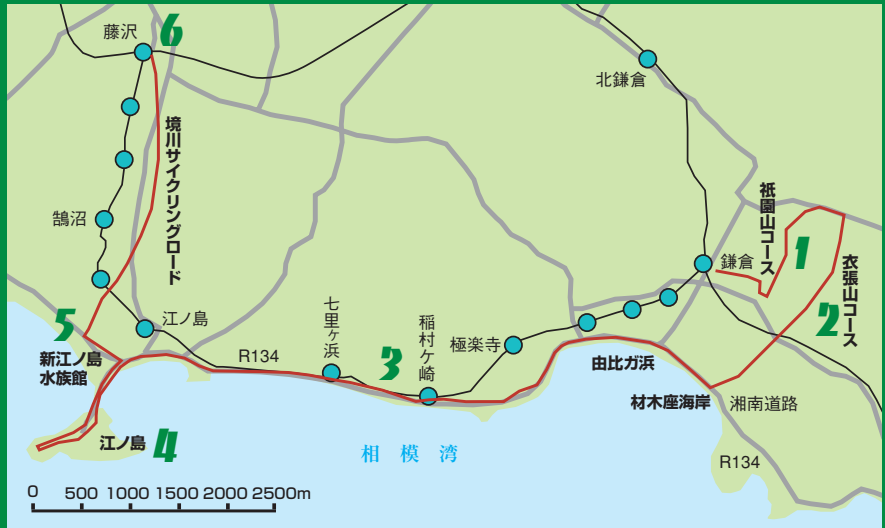 藤沢
6
北鎌倉
境川サイクリングロード
祇園山コース
鵠沼
鎌倉
1
衣張山コース
2
5
江ノ島
七里ヶ浜
稲村ケ崎
極楽寺
新江ノ島
水族館
R134
3
由比ガ浜
材木座海岸
湘南道路
江ノ島
4
相模湾
R134
0 500 1000 1500 2000 2500m